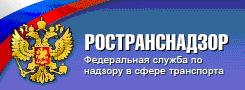 РОСТРАНСНАДЗОР
Федеральная служба по
надзору в сфере транспорта